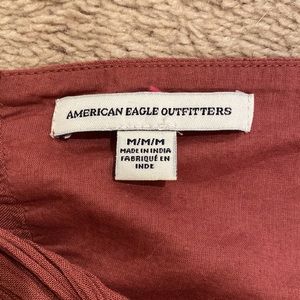 AMERICAN EAGLE OUTFITTERS
M/M/M
MADE IN INDIA
FABRIQUÉ EN
INDE